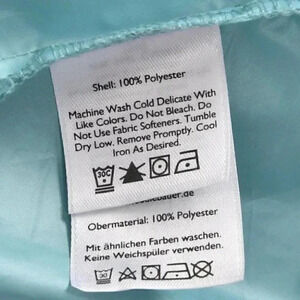 Shell: 100% Polyester
Machine Wash Cold Delicate With
Like Colors. Do Not Bleach. Do
Not Use Fabric Softeners. Tumble
Dry Low, Remove Promptly. Cool
Iron As Desired.
30C
Obermaterial: 100% Polyester
Mit ähnlichen Farben waschen.
Keine Weichspüler verwenden.